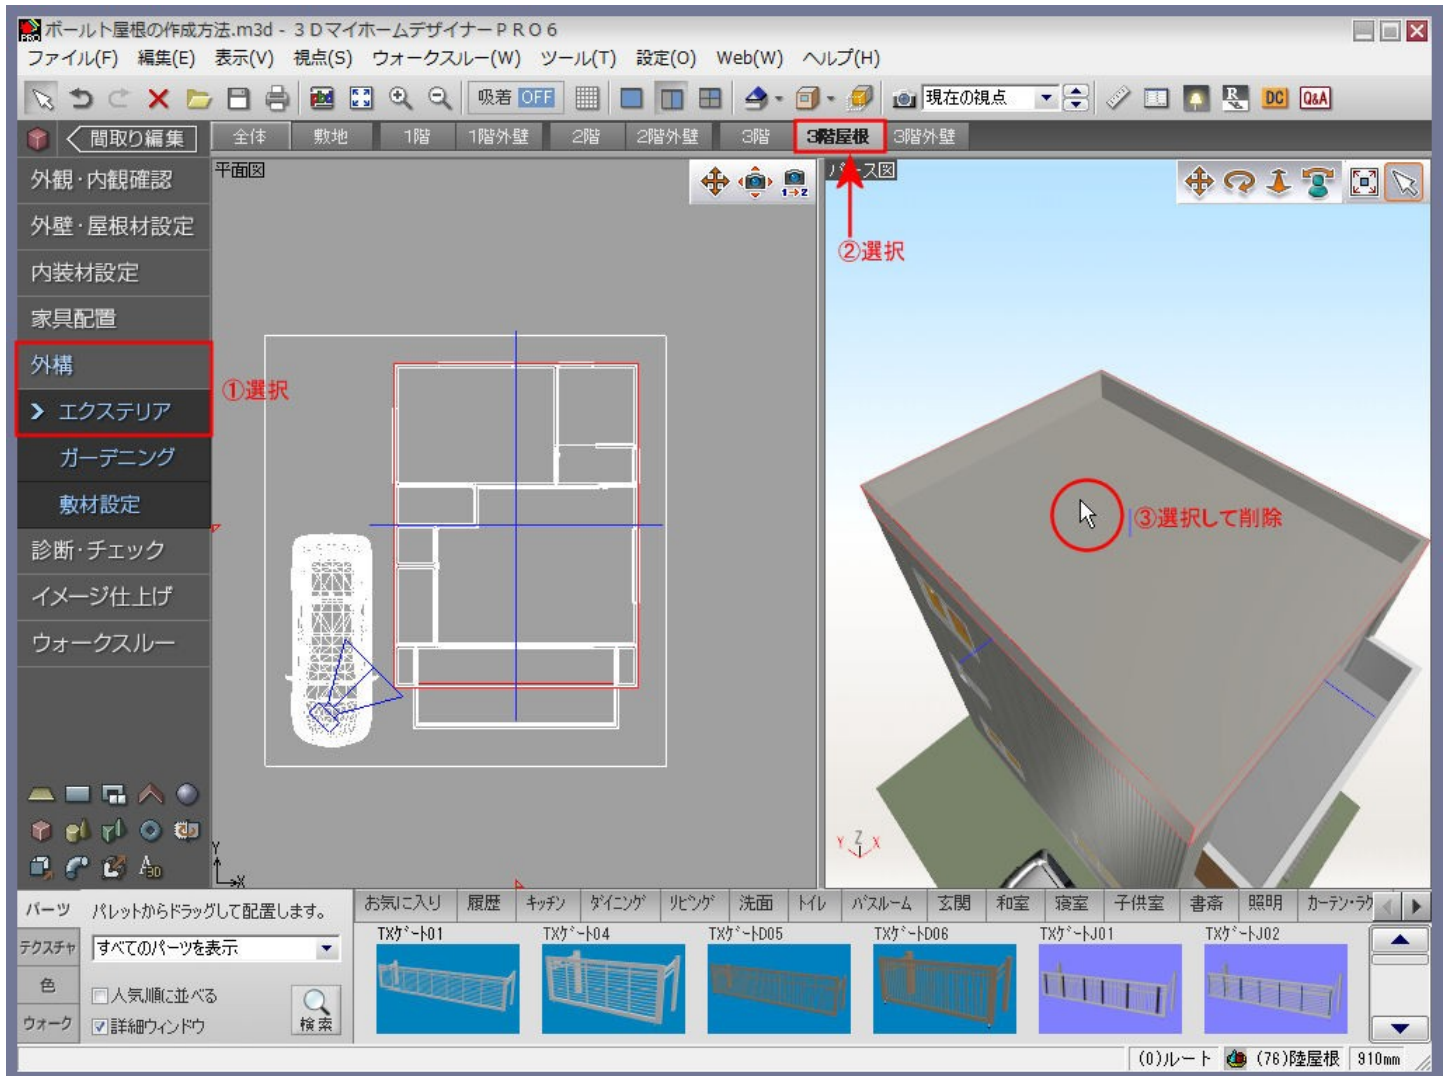 ボールト屋根の作成方法.m3d - 3DマイホームデザイナーPRO6
ファイル(F) 編集(E) 表示(V) 視点(S) ウォークスルー(W) ツール(T) 設定(O) Web(W) ヘルプ(H)
吸着 OFF 現在の視点 DC Q&A
間取り編集 全体 敷地 1階 1階外壁 2階 2階外壁 3階 3階屋根 3階外壁
外観・内観確認
外壁・屋根材設定
内装材設定
家具配置
外構
エクステリア
ガーデニング
敷材設定
診断・チェック
イメージ仕上げ
ウォークスルー
平面図
1→2
①選択
パース図
②選択
③選択して削除
Y Z X
Y
X
パーツ
テクスチャ
色
ウォーク
パレットからドラッグして配置します。
すべてのパーツを表示
人気順に並べる
詳細ウィンドウ
検索
お気に入り 履歴 キッチン ダイニング リビング 洗面 トイレ バスルーム 玄関 和室 寝室 子供室 書斎 照明 カーテン・ラグ
TXゲート01 TXゲート04 TXゲートD05 TXゲートD06 TXゲートJ01 TXゲートJ02
(0)ルート (76)陸屋根 910mm